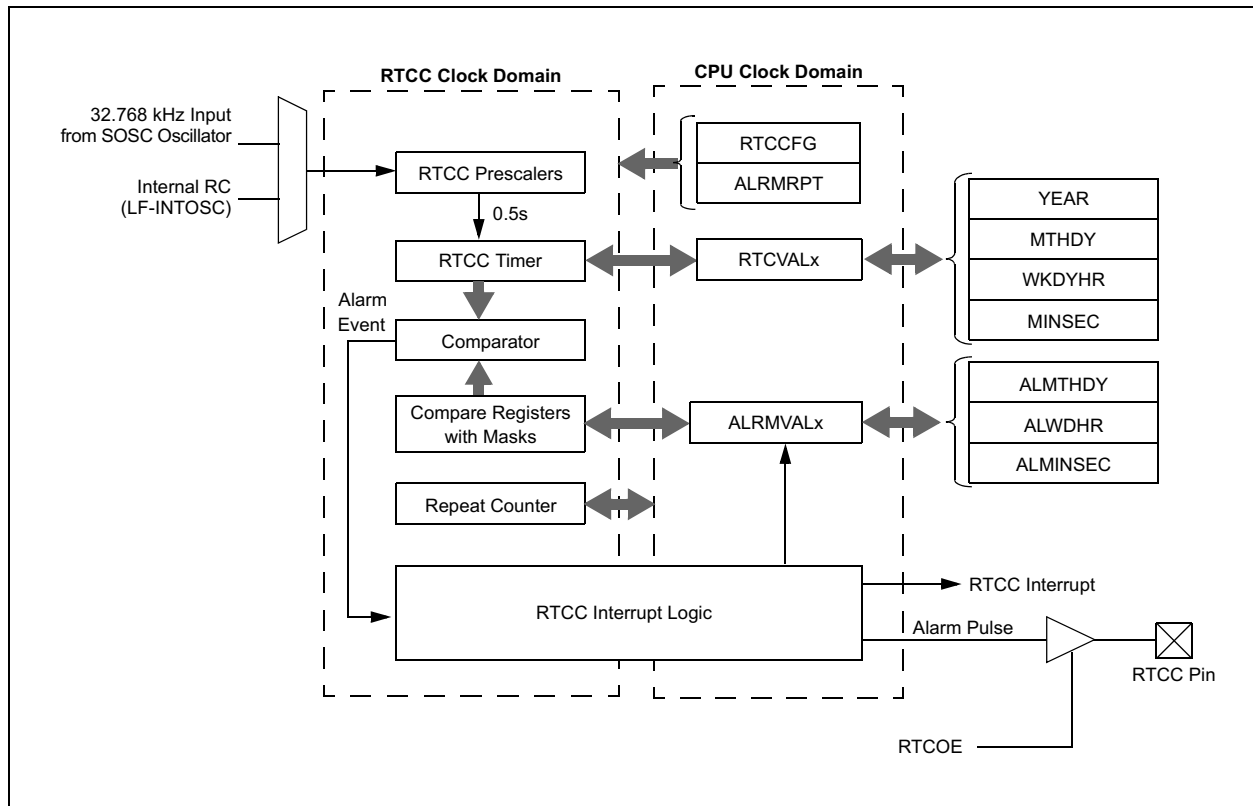 RTCC Clock Domain
CPU Clock Domain
32.768 kHz Input
from SOSC Oscillator
Internal RC
(LF-INTOSC)
RTCC Prescalers
0.5s
RTCC Timer
Alarm
Event
Comparator
Compare Registers
with Masks
Repeat Counter
RTCC Interrupt Logic
RTCCFG
ALRMRPT
RTCVALx
ALRMVALx
YEAR
MTHDY
WKDYHR
MINSEC
ALMTHDY
ALWDHR
ALMINSEC
RTCC Interrupt
Alarm Pulse
RTCC Pin
RTCOE